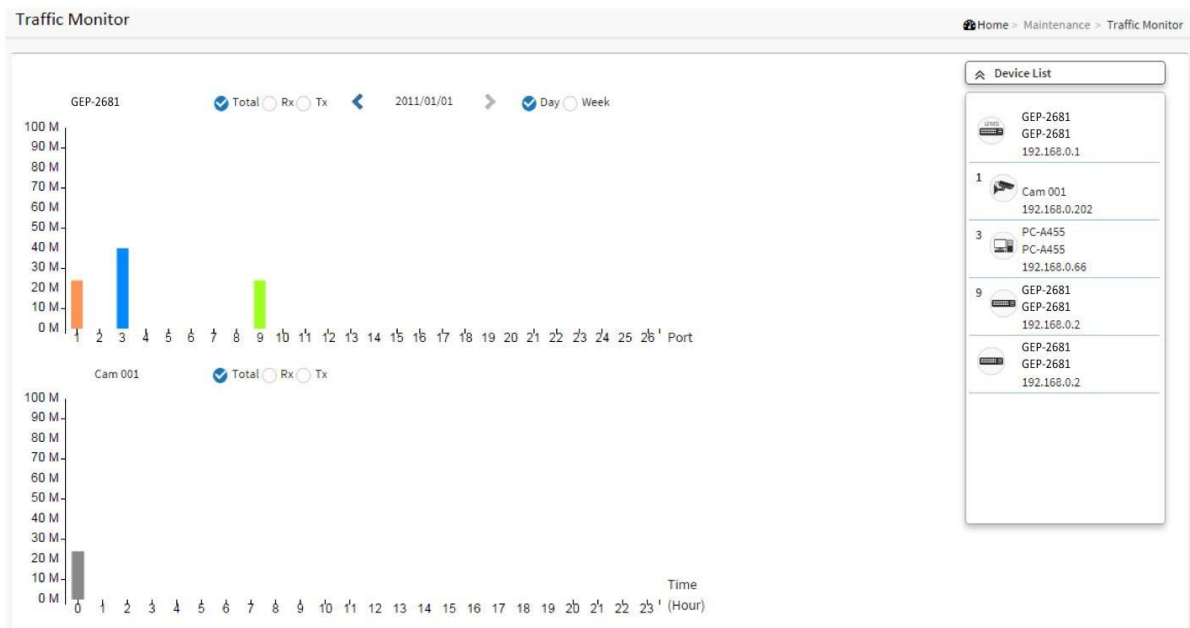 Traffic Monitor
Home > Maintenance > Traffic Monitor
GEP-2681 Total Rx Tx 2011/01/01 Day Week
100 M
90 M
80 M
70 M
60 M
50 M
40 M
30 M
20 M
10 M
0 M
1 2 3 4 5 6 7 8 9 10 11 12 13 14 15 16 17 18 19 20 21 22 23 24 25 26 Port
Cam 001 Total Rx Tx
100 M
90 M
80 M
70 M
60 M
50 M
40 M
30 M
20 M
10 M
0 M
0 1 2 3 4 5 6 7 8 9 10 11 12 13 14 15 16 17 18 19 20 21 22 23
Time
(Hour)
Device List
GEP-2681
GEP-2681
192.168.0.1
1
Cam 001
192.168.0.202
3
PC-A455
PC-A455
192.168.0.66
9
GEP-2681
GEP-2681
192.168.0.2
GEP-2681
GEP-2681
192.168.0.2